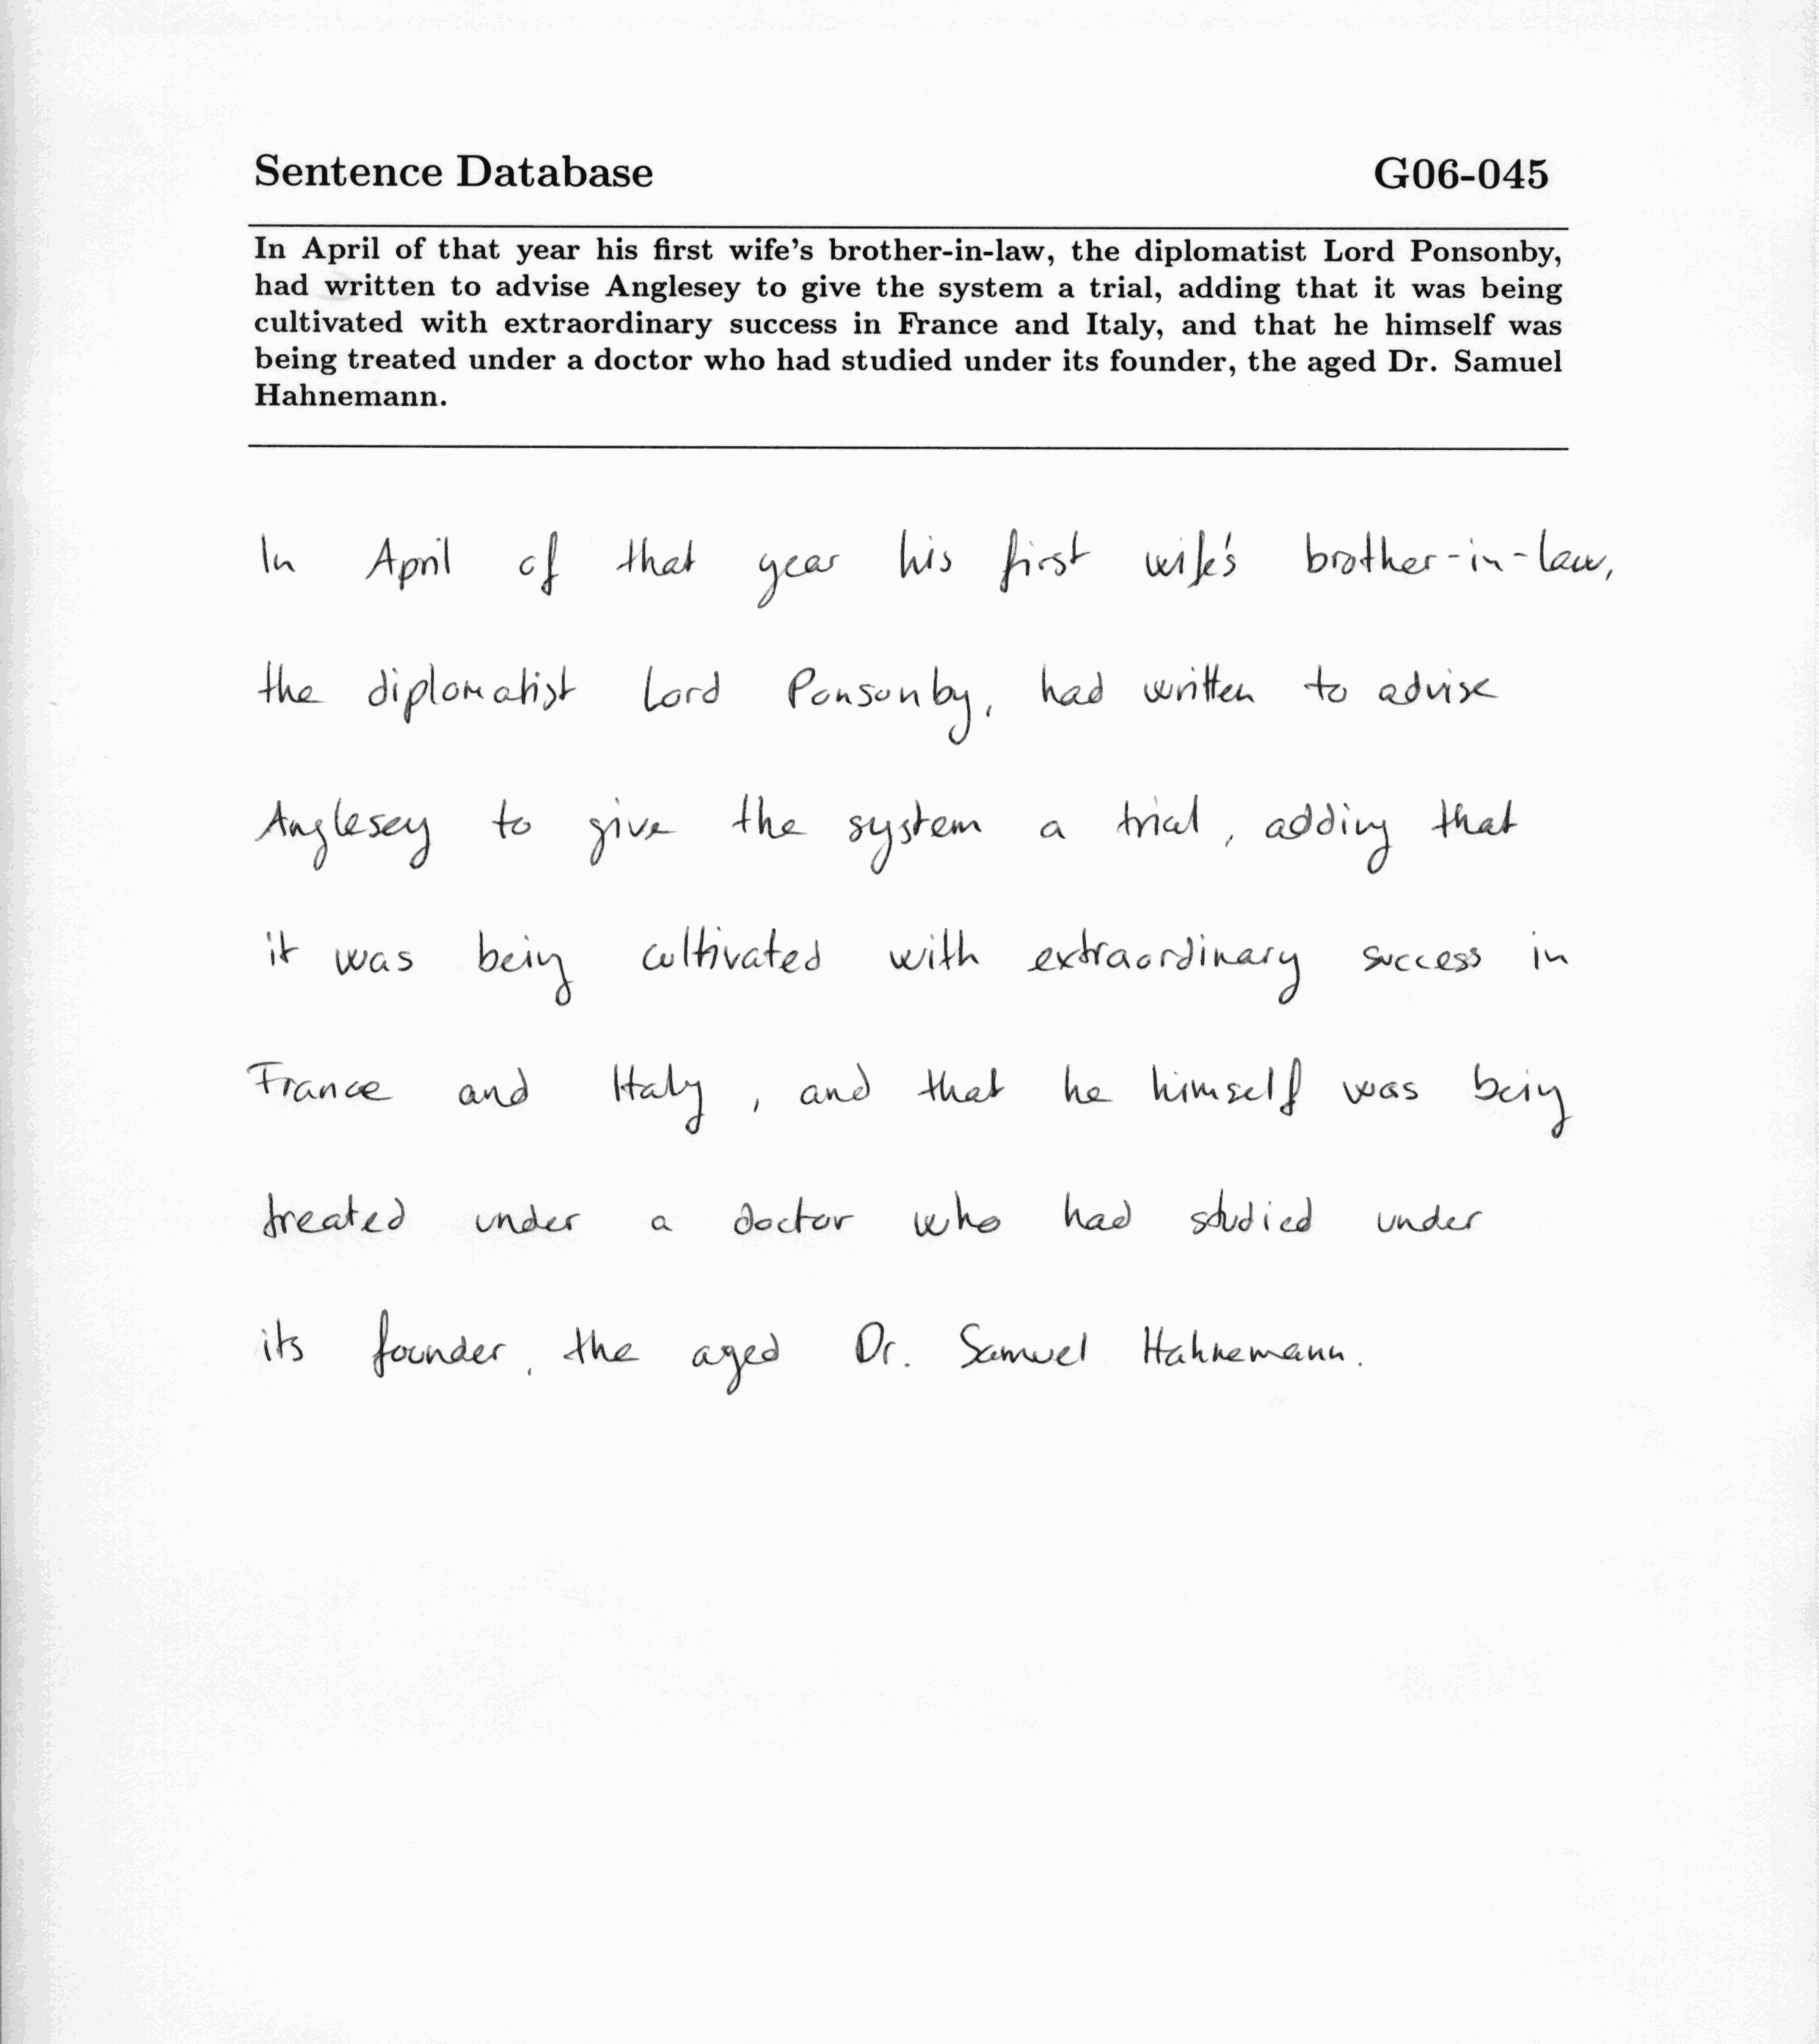 Sentence Database G06-045
In April of that year his first wife's brother-in-law, the diplomatist Lord Ponsonby,
had written to advise Anglesey to give the system a trial, adding that it was being
cultivated with extraordinary success in France and Italy, and that he himself was
being treated under a doctor who had studied under its founder, the aged Dr. Samuel
Hahnemann.
In April of that year his first wife's brother-in-law,
the diplomatist Lord Ponsonby, had written to advise
Anglesey to give the system a trial, adding that
it was being cultivated with extraordinary success in
France and Italy, and that he himself was being
treated under a doctor who had studied under
its founder, the aged Dr. Samuel Hahnemann.